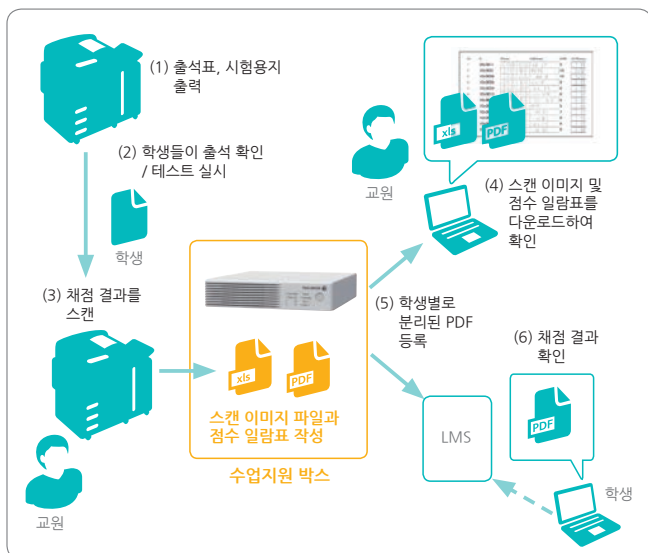 (1) 출석표, 시험용지
출력
(2) 학생들이 출석 확인
/ 테스트 실시
학생
(3) 채점 결과를
스캔
교원
xls
PDF
스캔 이미지 파일과
점수 일람표 작성
수업지원 박스
xls
PDF
교원
(4) 스캔 이미지 및
점수 일람표를
다운로드하여
확인
(5) 학생별로
분리된 PDF
등록
(6) 채점 결과
확인
PDF
LMS
학생